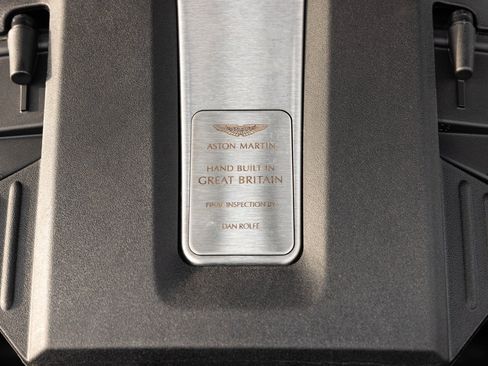 ASTON MARTIN
HAND BUILT IN
GREAT BRITAIN
FINAL INSPECTION BY
DAN ROLFE